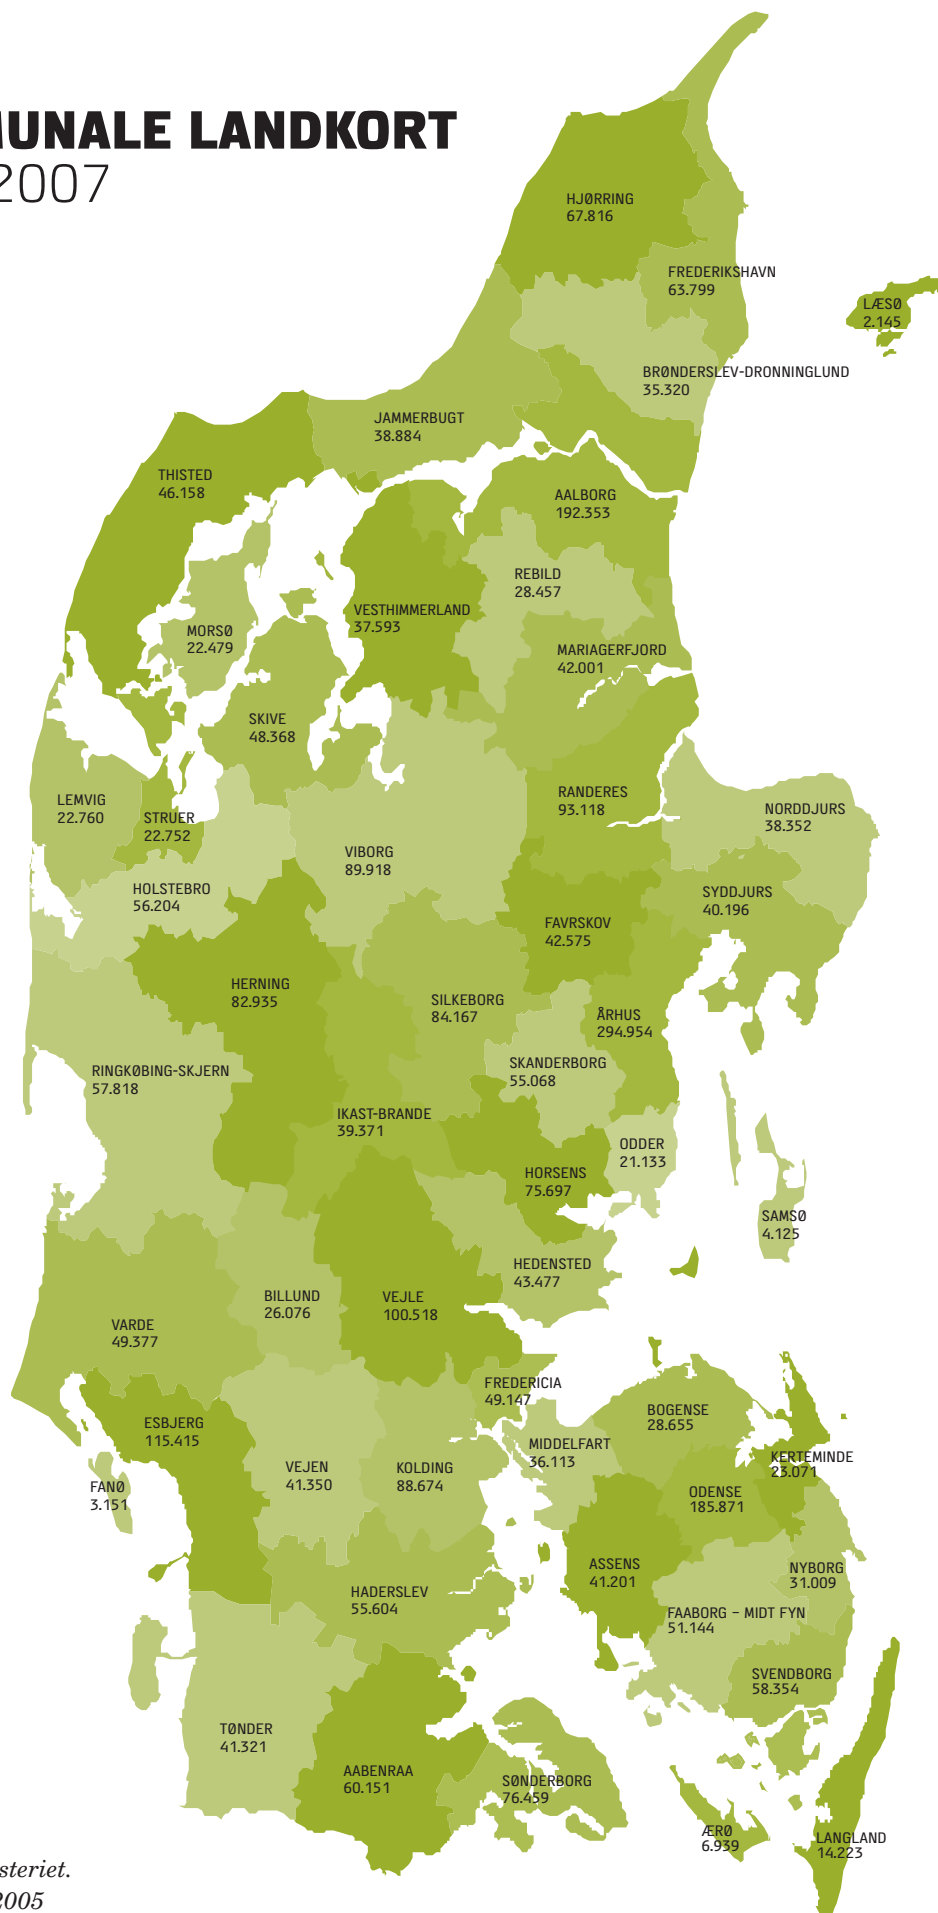 MUNALE LANDKORT
2007
HJØRRING
67.816
FREDERIKSHAVN
63.799
LÆSØ
2.145
BRØNDERSLEV-DRONNINGLUND
35.320
JAMMERBUGT
38.884
THISTED
46.158
AALBORG
192.353
REBILD
28.457
VESTHIMMERLAND
37.593
MORSØ
22.479
MARIAGERFJORD
42.001
SKIVE
48.368
LEMVIG
22.760
STRUER
22.752
RANDERES
93.118
NORDDJURS
38.352
VIBORG
89.918
HOLSTEBRO
56.204
SYDDJURS
40.196
FAVRSKOV
42.575
HERNING
82.935
SILKEBORG
84.167
ÅRHUS
294.954
RINGKØBING-SKJERN
57.818
SKANDERBORG
55.068
IKAST-BRANDE
39.371
ODDER
21.133
HORSENS
75.697
SAMSØ
4.125
HEDENSTED
43.477
BILLUND
26.076
VEJLE
100.518
VARDE
49.377
FREDERICIA
49.147
BOGENSE
28.655
ESBJERG
115.415
MIDDELFART
36.113
KERTEMINDE
23.071
VEJEN
41.350
KOLDING
88.674
FANØ
3.151
ODENSE
185.871
ASSENS
41.201
NYBORG
31.009
HADERSLEV
55.604
FAABORG – MIDT FYN
51.144
SVENDBORG
58.354
TØNDER
41.321
AABENRAA
60.151
SØNDERBORG
76.459
ÆRØ
6.939
LANGLAND
14.223
steriet.
2005